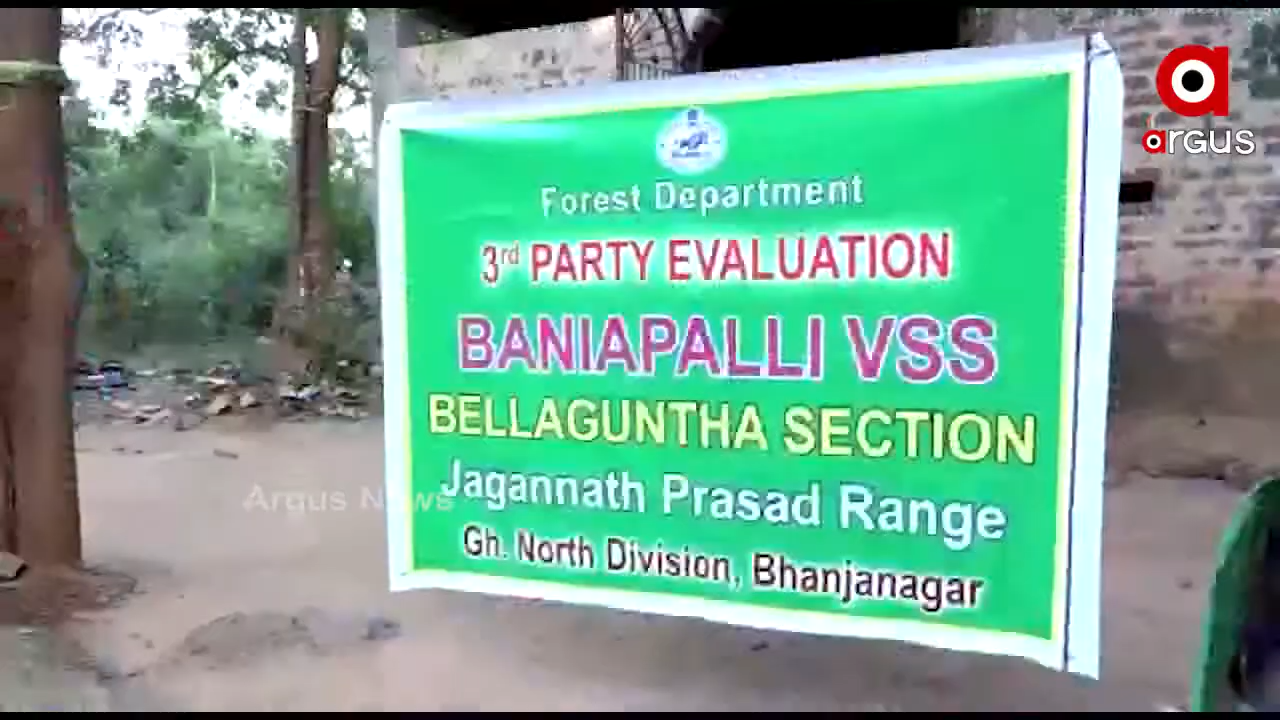 argus
Forest Department
3rd PARTY EVALUATION
BANIAPALLI VSS
BELLAGUNTHA SECTION
Jagannath Prasad Range
Gh. North Division, Bhanjanagar
Argus News